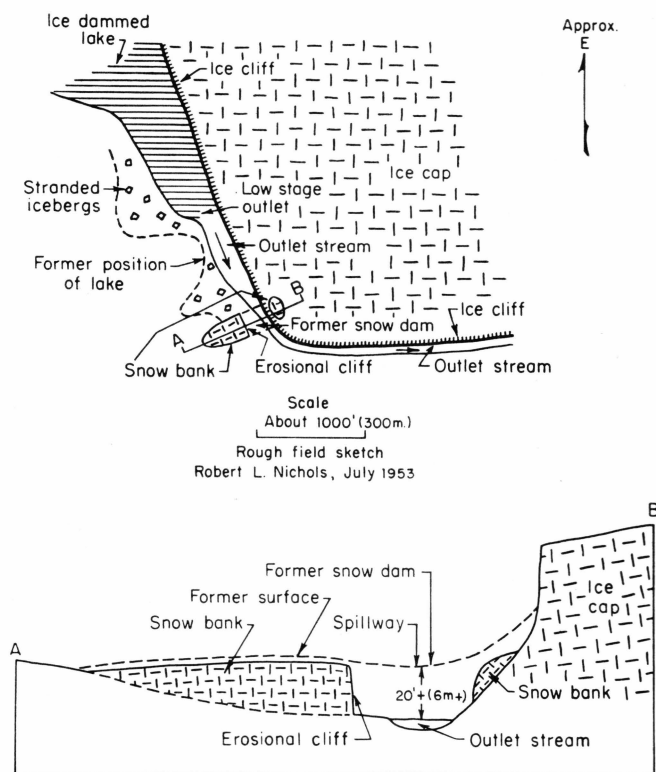 Ice dammed
lake
Approx.
E
Ice cliff
Ice cap
Stranded
icebergs
Low stage
outlet
Outlet stream
Former position
of lake
B
Ice cliff
A
Former snow dam
Snow bank
Erosional cliff
Outlet stream
Scale
About 1000' (300m.)
Rough field sketch
Robert L. Nichols, July 1953
B
Former snow dam
Former surface
Spillway
Ice
cap
Snow bank
A
20'+(6m+)
Snow bank
Erosional cliff
Outlet stream